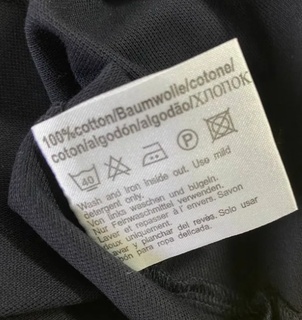 100%cotton/Baumwolle/cotone/
coton/algodón/algodão/ХЛОПОК
40 P
Wash and Iron inside out. Use mild
detergent only.
Von links waschen und bügeln.
Nur Feinwaschmittel verwenden.
Laver et repasser à l'envers. Savon
doux uniquement.
Lavar y planchar del revés. Solo usar
para ropa delicada.